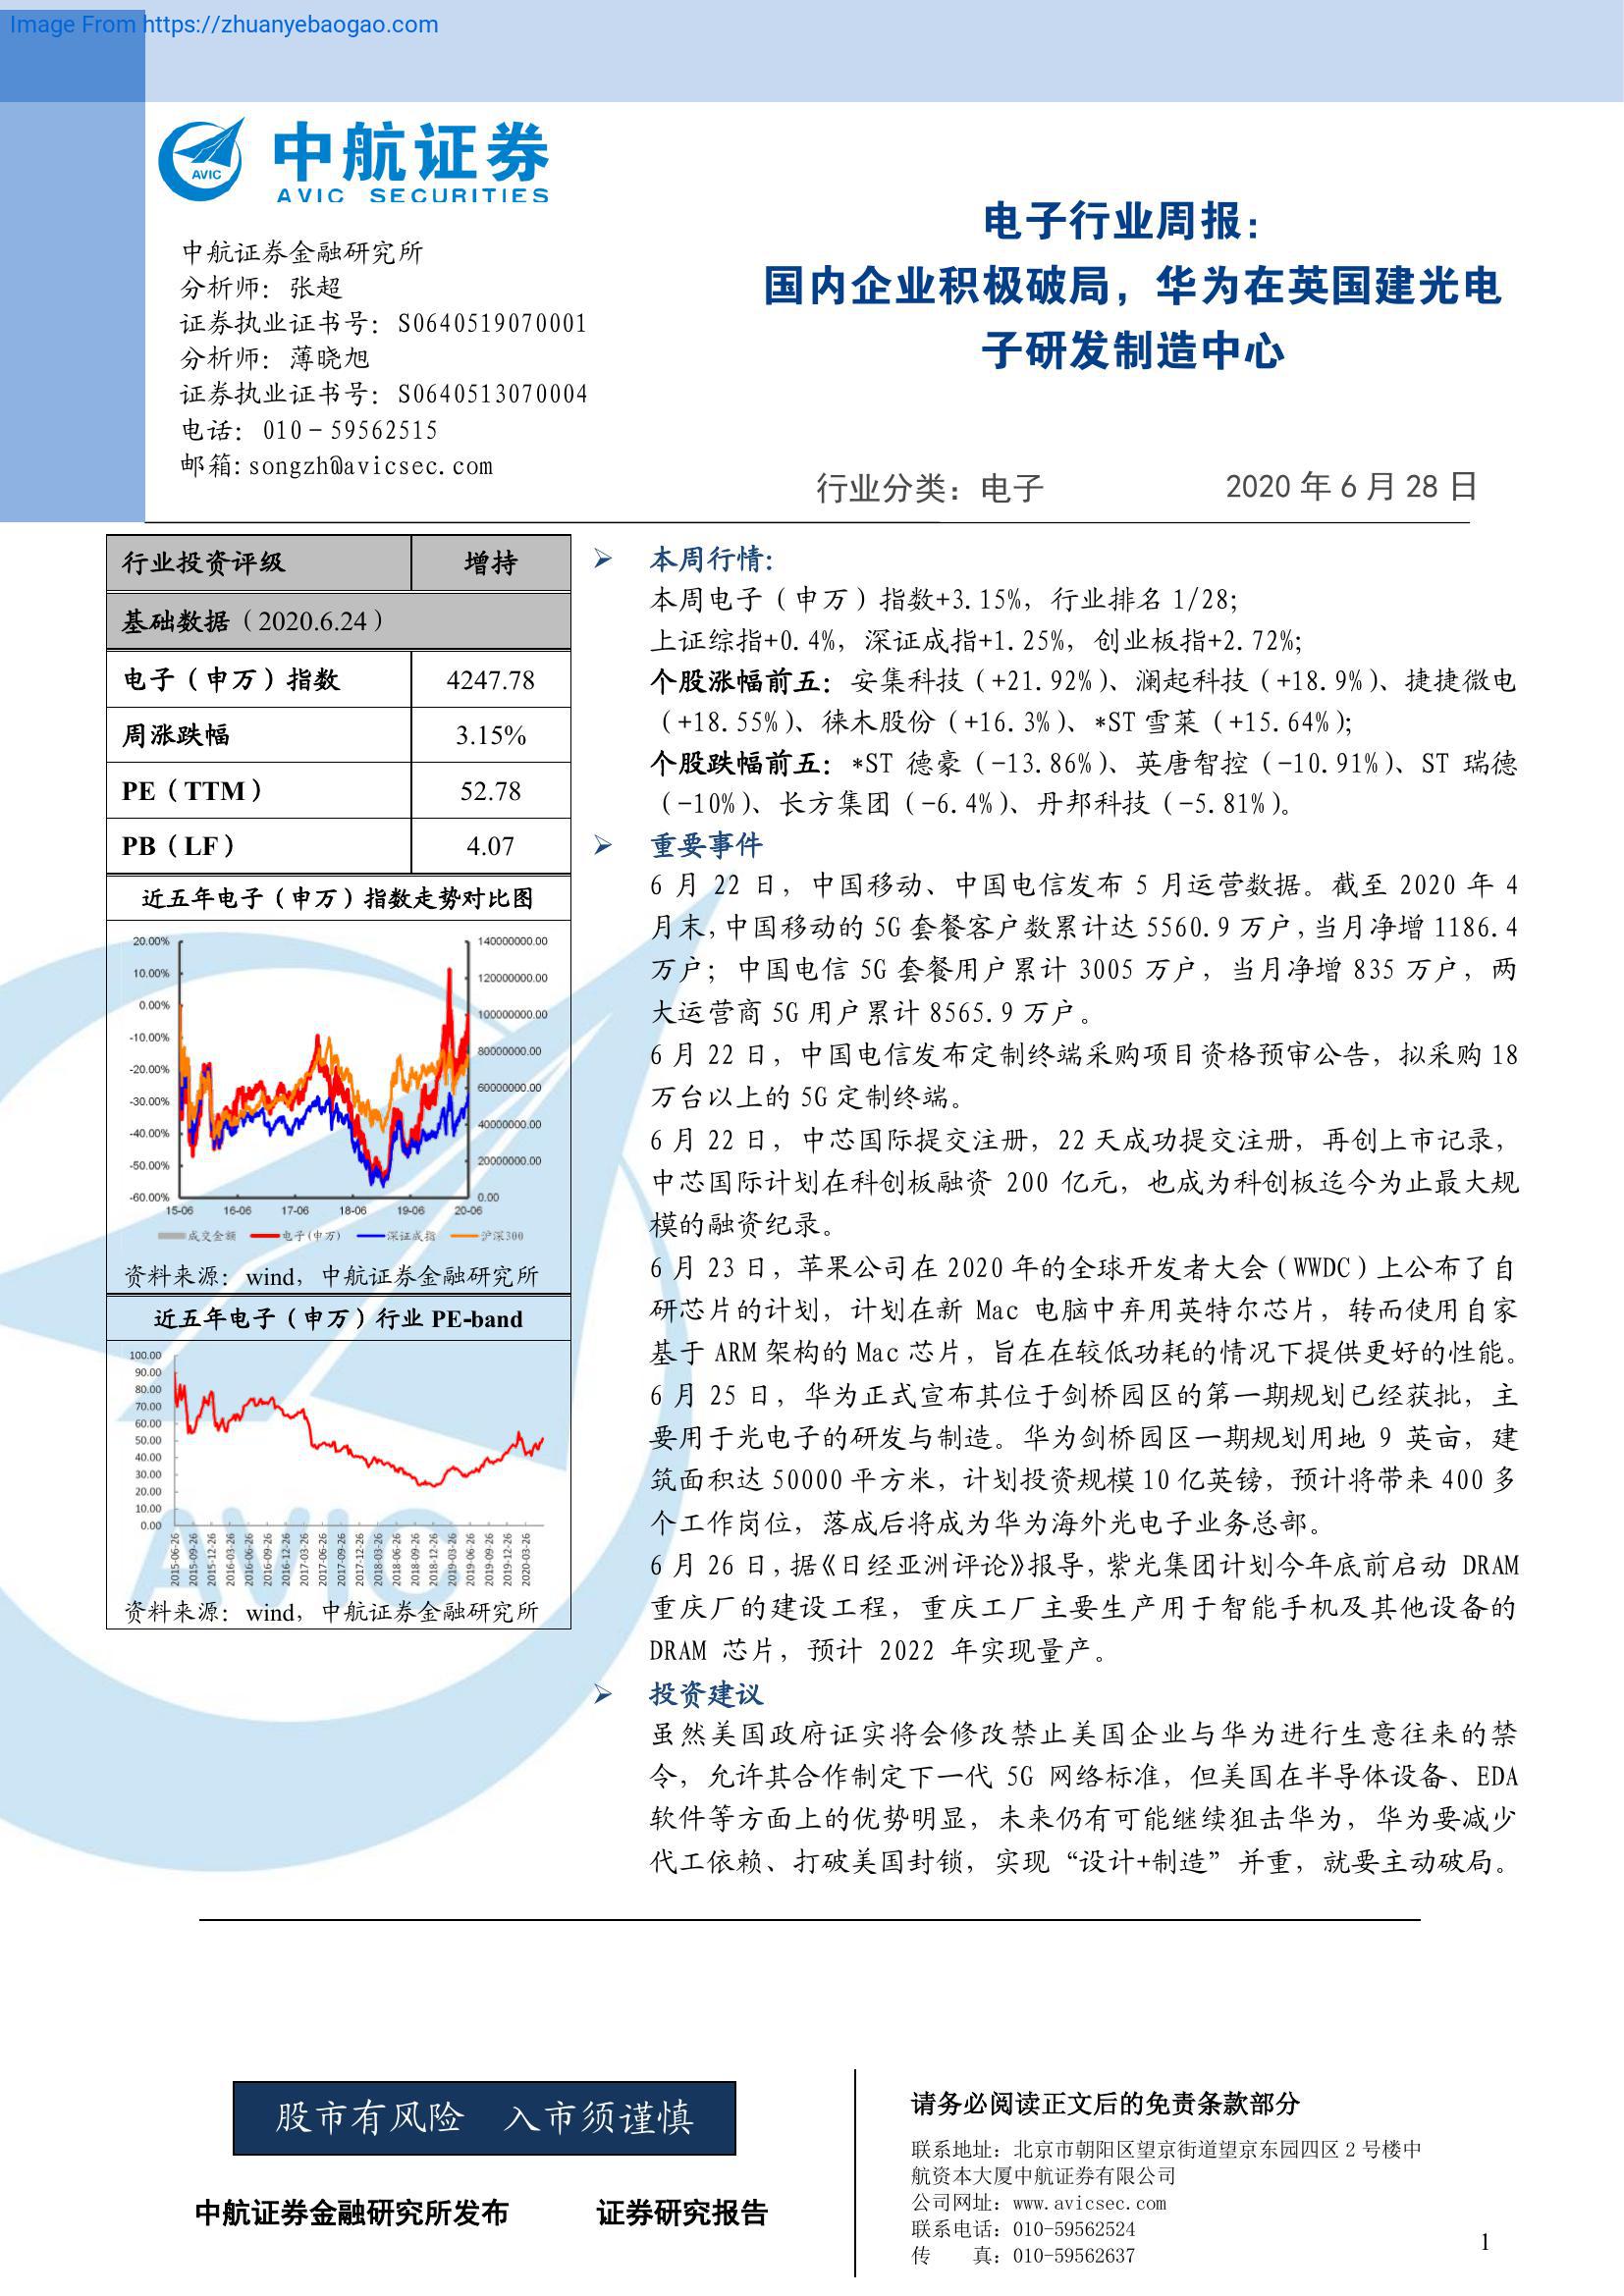 Image From https://zhuanyebaogao.com
AVIC
中航证券
AVIC SECURITIES
中航证券金融研究所
分析师：张超
证券执业证书号：S0640519070001
分析师：薄晓旭
证券执业证书号：S0640513070004
电话：010－59562515
邮箱:songzh@avicsec.com
电子行业周报：
国内企业积极破局，华为在英国建光电
子研发制造中心
行业分类：电子 2020 年 6 月 28 日
行业投资评级 增持
基础数据（2020.6.24）
电子（申万）指数 4247.78
周涨跌幅 3.15%
PE（TTM） 52.78
PB（LF） 4.07
近五年电子（申万）指数走势对比图
20.00%
10.00%
0.00%
-10.00%
-20.00%
-30.00%
-40.00%
-50.00%
-60.00%
140000000.00
120000000.00
100000000.00
80000000.00
60000000.00
40000000.00
20000000.00
0.00
15-06 16-06 17-06 18-06 19-06 20-06
成交金额 电子(申万) 深证成指 沪深300
资料来源：wind，中航证券金融研究所
近五年电子（申万）行业 PE-band
100.00
90.00
80.00
70.00
60.00
50.00
40.00
30.00
20.00
10.00
0.00
2015-06-26
2015-09-26
2015-12-26
2016-03-26
2016-06-26
2016-09-26
2016-12-26
2017-03-26
2017-06-26
2017-09-26
2017-12-26
2018-03-26
2018-06-26
2018-09-26
2018-12-26
2019-03-26
2019-06-26
2019-09-26
2019-12-26
2020-03-26
资料来源：wind，中航证券金融研究所
AVIC
本周行情：
本周电子（申万）指数+3.15%，行业排名 1/28；
上证综指+0.4%，深证成指+1.25%，创业板指+2.72%；
个股涨幅前五：安集科技（+21.92%）、澜起科技（+18.9%）、捷捷微电
（+18.55%）、徕木股份（+16.3%）、*ST 雪莱（+15.64%）；
个股跌幅前五：*ST 德豪（-13.86%）、英唐智控（-10.91%）、ST 瑞德
（-10%）、长方集团（-6.4%）、丹邦科技（-5.81%）。
重要事件
6 月 22 日，中国移动、中国电信发布 5 月运营数据。截至 2020 年 4
月末，中国移动的 5G 套餐客户数累计达 5560.9 万户，当月净增 1186.4
万户；中国电信 5G 套餐用户累计 3005 万户，当月净增 835 万户，两
大运营商 5G 用户累计 8565.9 万户。
6 月 22 日，中国电信发布定制终端采购项目资格预审公告，拟采购 18
万台以上的 5G 定制终端。
6 月 22 日，中芯国际提交注册，22 天成功提交注册，再创上市记录，
中芯国际计划在科创板融资 200 亿元，也成为科创板迄今为止最大规
模的融资纪录。
6 月 23 日，苹果公司在 2020 年的全球开发者大会（WWDC）上公布了自
研芯片的计划，计划在新 Mac 电脑中弃用英特尔芯片，转而使用自家
基于 ARM 架构的 Mac 芯片，旨在在较低功耗的情况下提供更好的性能。
6 月 25 日，华为正式宣布其位于剑桥园区的第一期规划已经获批，主
要用于光电子的研发与制造。华为剑桥园区一期规划用地 9 英亩，建
筑面积达 50000 平方米，计划投资规模 10 亿英镑，预计将带来 400 多
个工作岗位，落成后将成为华为海外光电子业务总部。
6 月 26 日，据《日经亚洲评论》报导，紫光集团计划今年底前启动 DRAM
重庆厂的建设工程，重庆工厂主要生产用于智能手机及其他设备的
DRAM 芯片，预计 2022 年实现量产。
投资建议
虽然美国政府证实将会修改禁止美国企业与华为进行生意往来的禁
令，允许其合作制定下一代 5G 网络标准，但美国在半导体设备、EDA
软件等方面上的优势明显，未来仍有可能继续狙击华为，华为要减少
代工依赖、打破美国封锁，实现“设计+制造”并重，就要主动破局。
股市有风险 入市须谨慎
中航证券金融研究所发布 证券研究报告
请务必阅读正文后的免责条款部分
联系地址：北京市朝阳区望京街道望京东园四区 2 号楼中
航资本大厦中航证券有限公司
公司网址：www.avicsec.com
联系电话：010-59562524
传 真：010-59562637
1